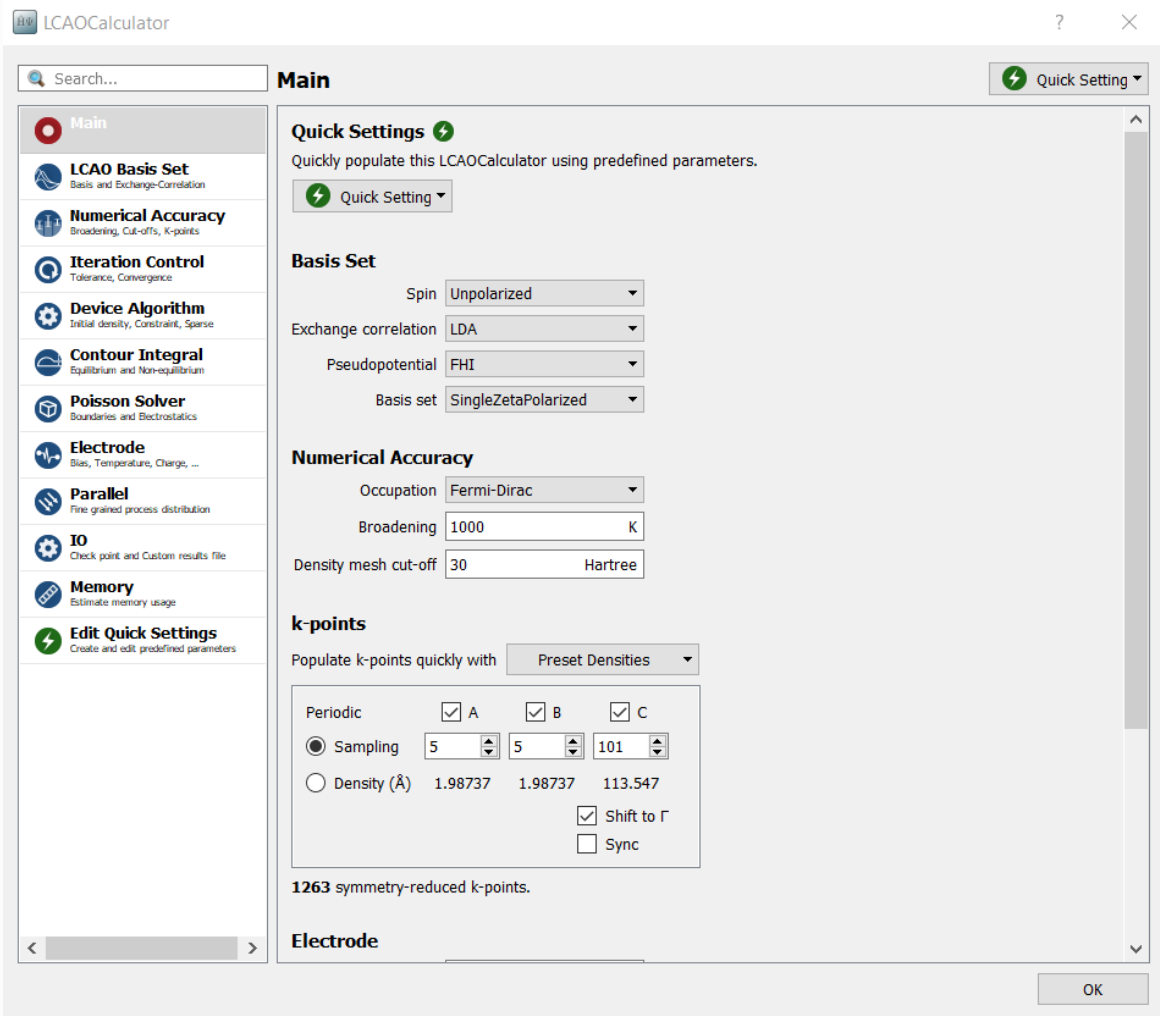 ĤΨ LCAOCalculator ?
Search...
Main
Quick Setting
Main
LCAO Basis Set
Basis and Exchange-Correlation
Numerical Accuracy
Broadening, Cut-offs, K-points
Iteration Control
Tolerance, Convergence
Device Algorithm
Initial density, Constraint, Sparse
Contour Integral
Equilibrium and Non-equilibrium
Poisson Solver
Boundaries and Electrostatics
Electrode
Bias, Temperature, Charge, ...
Parallel
Fine grained process distribution
IO
Check point and Custom results file
Memory
Estimate memory usage
Edit Quick Settings
Create and edit predefined parameters
Quick Settings
Quickly populate this LCAOCalculator using predefined parameters.
Quick Setting
Basis Set
Spin Unpolarized
Exchange correlation LDA
Pseudopotential FHI
Basis set SingleZetaPolarized
Numerical Accuracy
Occupation Fermi-Dirac
Broadening 1000 K
Density mesh cut-off 30 Hartree
k-points
Populate k-points quickly with Preset Densities
Periodic A B C
Sampling 5 5 101
Density (Å) 1.98737 1.98737 113.547
Shift to Γ
Sync
1263 symmetry-reduced k-points.
Electrode
OK